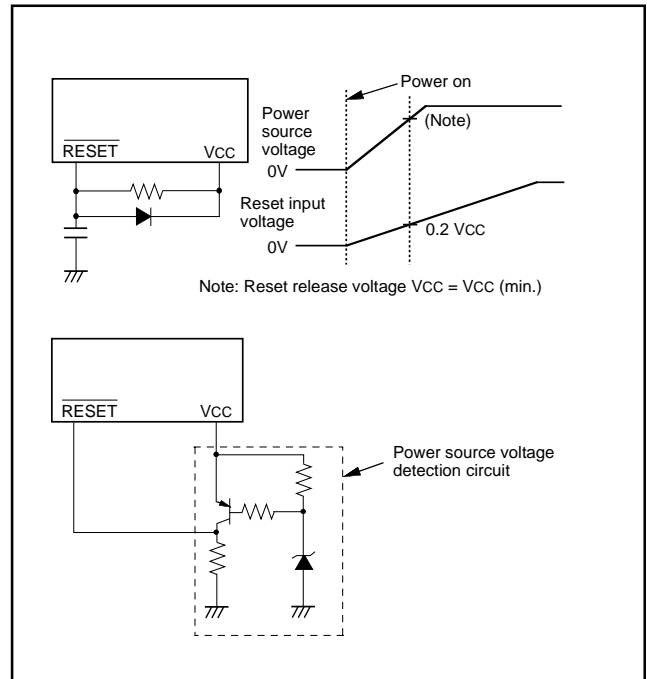 Power on
(Note)
Power
source
voltage
0V
RESET VCC
Reset input
voltage
0V
0.2 VCC
Note: Reset release voltage VCC = VCC (min.)
RESET VCC
Power source voltage
detection circuit